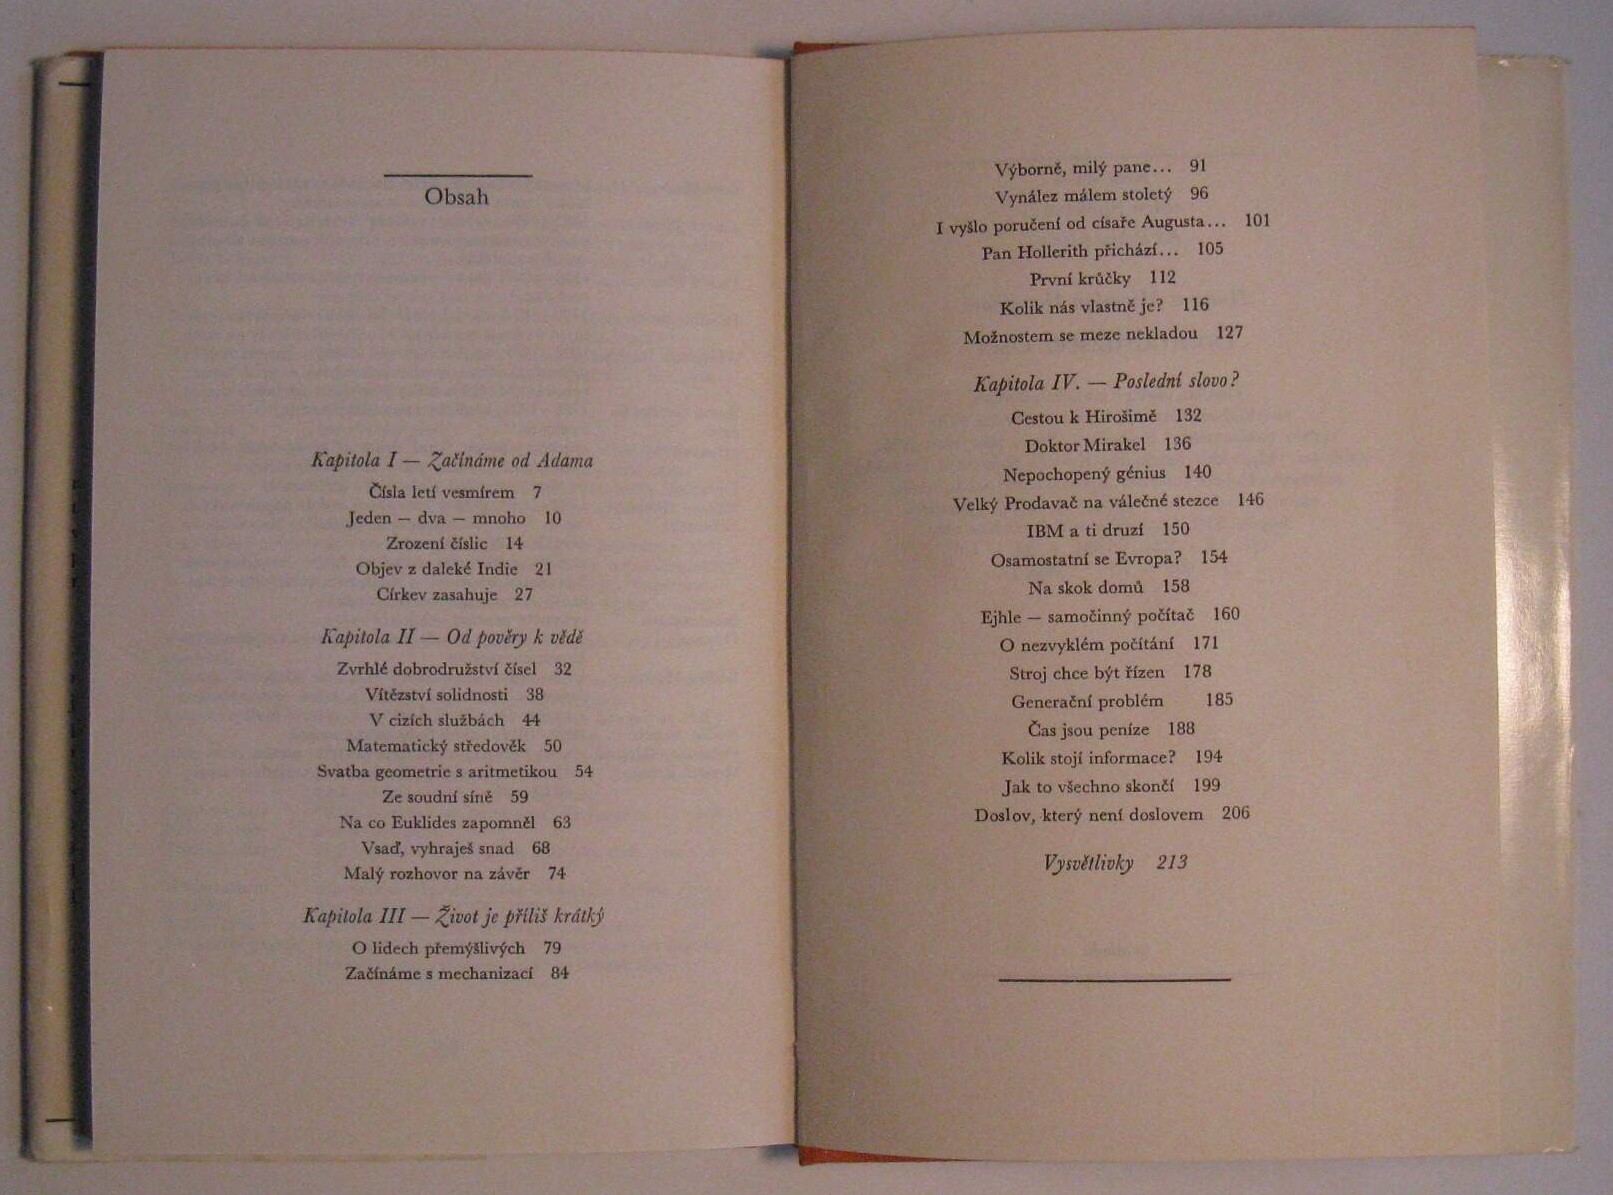 Obsah
Kapitola I — Začínáme od Adama
Čísla letí vesmírem 7
Jeden — dva — mnoho 10
Zrození číslic 14
Objev z daleké Indie 21
Církev zasahuje 27
Kapitola II — Od pověry k vědě
Zvrhlé dobrodružství čísel 32
Vítězství solidnosti 38
V cizích službách 44
Matematický středověk 50
Svatba geometrie s aritmetikou 54
Ze soudní síně 59
Na co Euklides zapomněl 63
Vsaď, vyhraješ snad 68
Malý rozhovor na závěr 74
Kapitola III — Život je příliš krátký
O lidech přemýšlivých 79
Začínáme s mechanizací 84
Výborně, milý pane... 91
Vynález málem stoletý 96
I vyšlo poručení od císaře Augusta... 101
Pan Hollerith přichází... 105
První krůčky 112
Kolik nás vlastně je? 116
Možnostem se meze nekladou 127
Kapitola IV. — Poslední slovo?
Cestou k Hirošimě 132
Doktor Mirakel 136
Nepochopený génius 140
Velký Prodavač na válečné stezce 146
IBM a ti druzí 150
Osamostatní se Evropa? 154
Na skok domů 158
Ejhle — samočinný počítač 160
O nezvyklém počítání 171
Stroj chce být řízen 178
Generační problém 185
Čas jsou peníze 188
Kolik stojí informace? 194
Jak to všechno skončí 199
Doslov, který není doslovem 206
Vysvětlivky 213